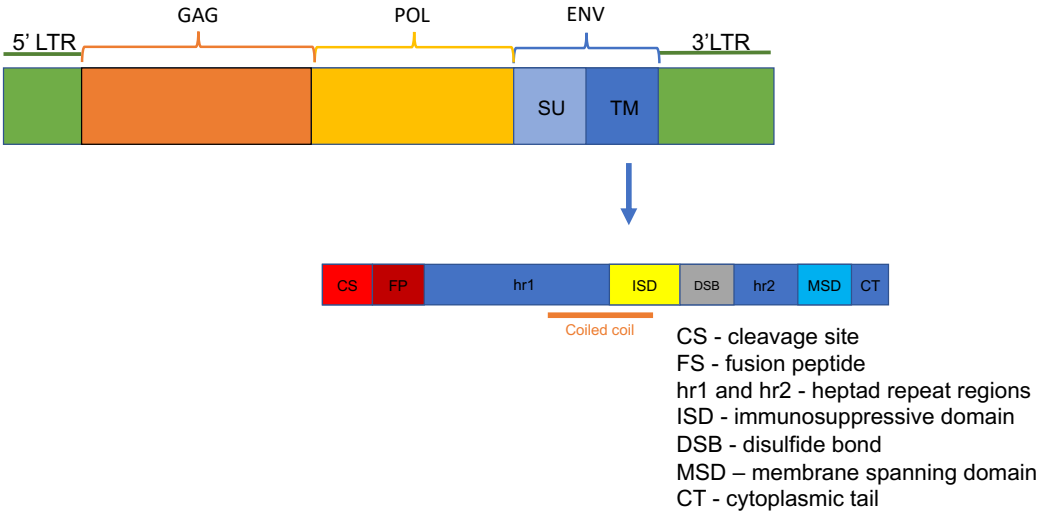 GAG POL ENV
5' LTR 3'LTR
SU TM
CS FP hr1 ISD DSB hr2 MSD CT
Coiled coil
CS - cleavage site
FS - fusion peptide
hr1 and hr2 - heptad repeat regions
ISD - immunosuppressive domain
DSB - disulfide bond
MSD – membrane spanning domain
CT - cytoplasmic tail